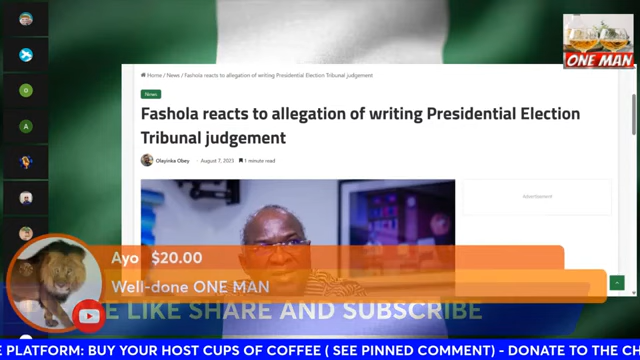 ONE MAN
Home / News / Fashola reacts to allegation of writing Presidential Election Tribunal judgement
News
Fashola reacts to allegation of writing Presidential Election
Tribunal judgement
Olayinka Obey - August 7, 2023 1 minute read
Advertisement
Ayo $20.00
Well-done ONE MAN
E LIKE SHARE AND SUBSCRIBE
E PLATFORM: BUY YOUR HOST CUPS OF COFFEE ( SEE PINNED COMMENT) - DONATE TO THE CH
O
A